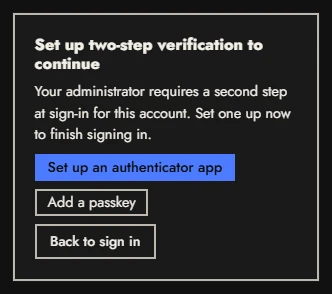 Set up two-step verification to
continue
Your administrator requires a second step
at sign-in for this account. Set one up now
to finish signing in.
Set up an authenticator app
Add a passkey
Back to sign in